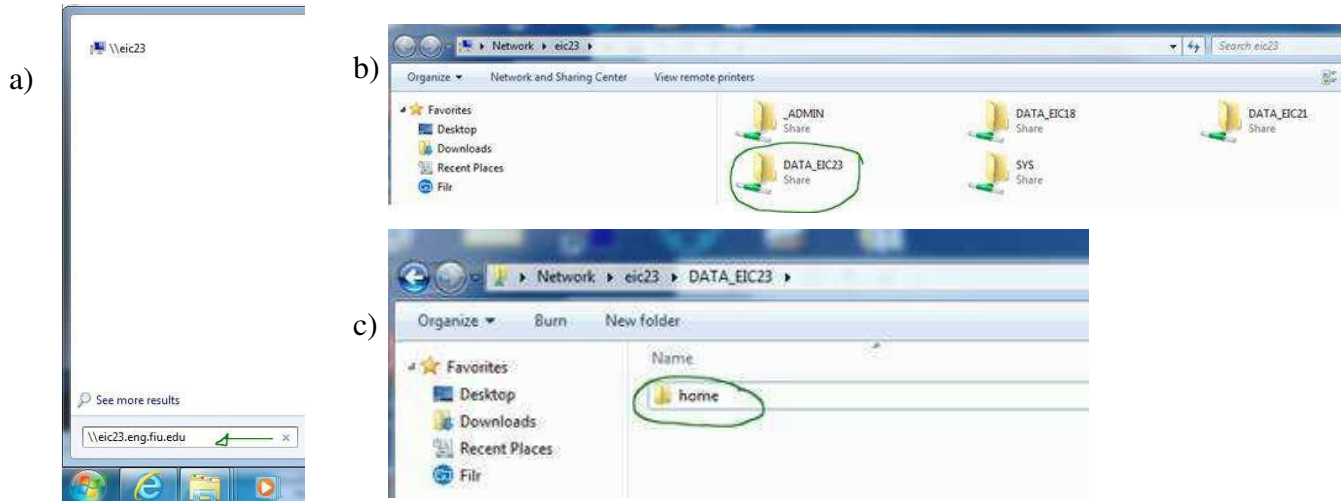 a)
\\eic23
See more results
\\eic23.eng.fiu.edu
b)
Network eic23
Search eic23
Organize Network and Sharing Center View remote printers
Favorites
Desktop
Downloads
Recent Places
Filr
_ADMIN
Share
DATA_EIC18
Share
DATA_EIC21
Share
DATA_EIC23
Share
SYS
Share
c)
Network eic23 DATA_EIC23
Organize Burn New folder
Favorites
Desktop
Downloads
Recent Places
Filr
Name
home